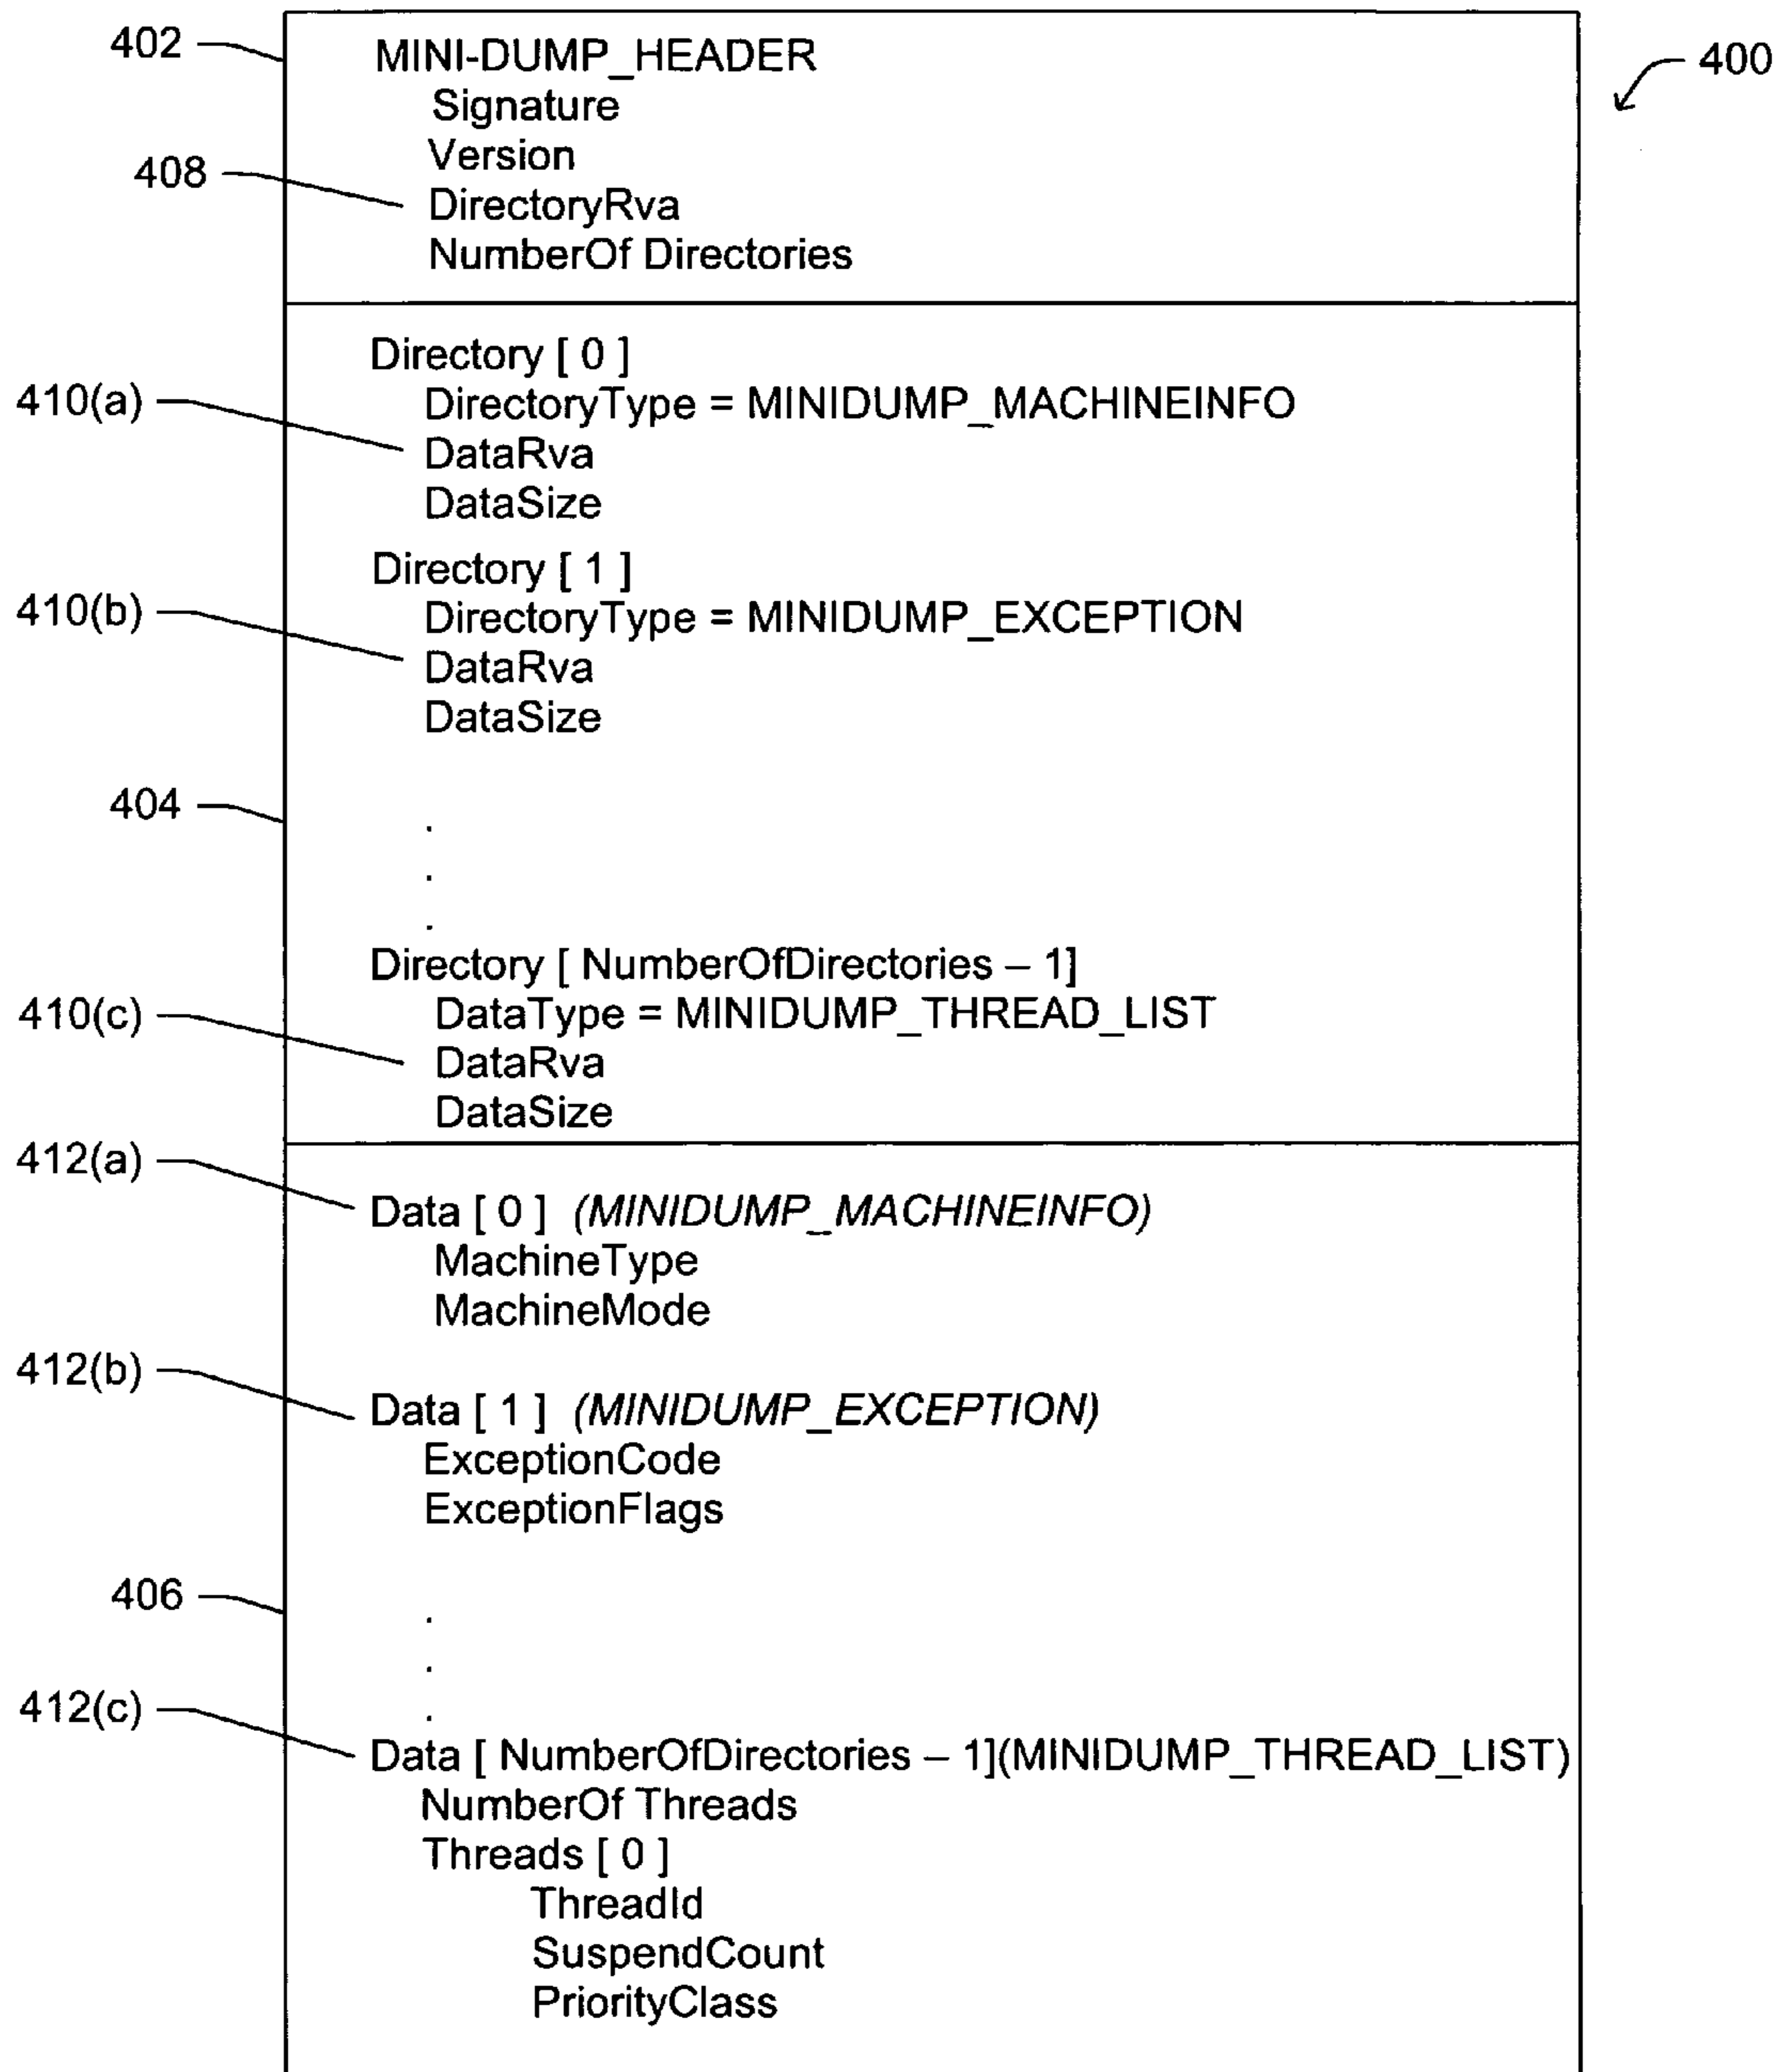 402
MINI-DUMP_HEADER
400
Signature
Version
408
DirectoryRva
NumberOf Directories
Directory [ 0 ]
410(a)
DirectoryType = MINIDUMP_MACHINEINFO
DataRva
DataSize
Directory [ 1 ]
410(b)
DirectoryType = MINIDUMP_EXCEPTION
DataRva
DataSize
404
.
.
.
Directory [ NumberOfDirectories – 1]
410(c)
DataType = MINIDUMP_THREAD_LIST
DataRva
DataSize
412(a)
Data [ 0 ] (MINIDUMP_MACHINEINFO)
MachineType
MachineMode
412(b)
Data [ 1 ] (MINIDUMP_EXCEPTION)
ExceptionCode
ExceptionFlags
406
.
.
.
412(c)
Data [ NumberOfDirectories – 1](MINIDUMP_THREAD_LIST)
NumberOf Threads
Threads [ 0 ]
ThreadId
SuspendCount
PriorityClass